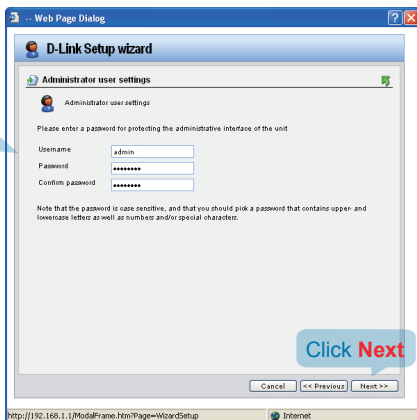 -- Web Page Dialog
D-Link Setup wizard
Administrator user settings
Administrator user settings
Please enter a password for protecting the administrative interface of the unit
Username
admin
Password
••••••••
Confirm password
••••••••
Note that the password is case sensitive, and that you should pick a password that contains upper- and
lowercase letters as well as numbers and/or special characters.
Click Next
Cancel
<< Previous
Next >>
http://192.168.1.1/ModalFrame.htm?Page=WizardSetup
Internet